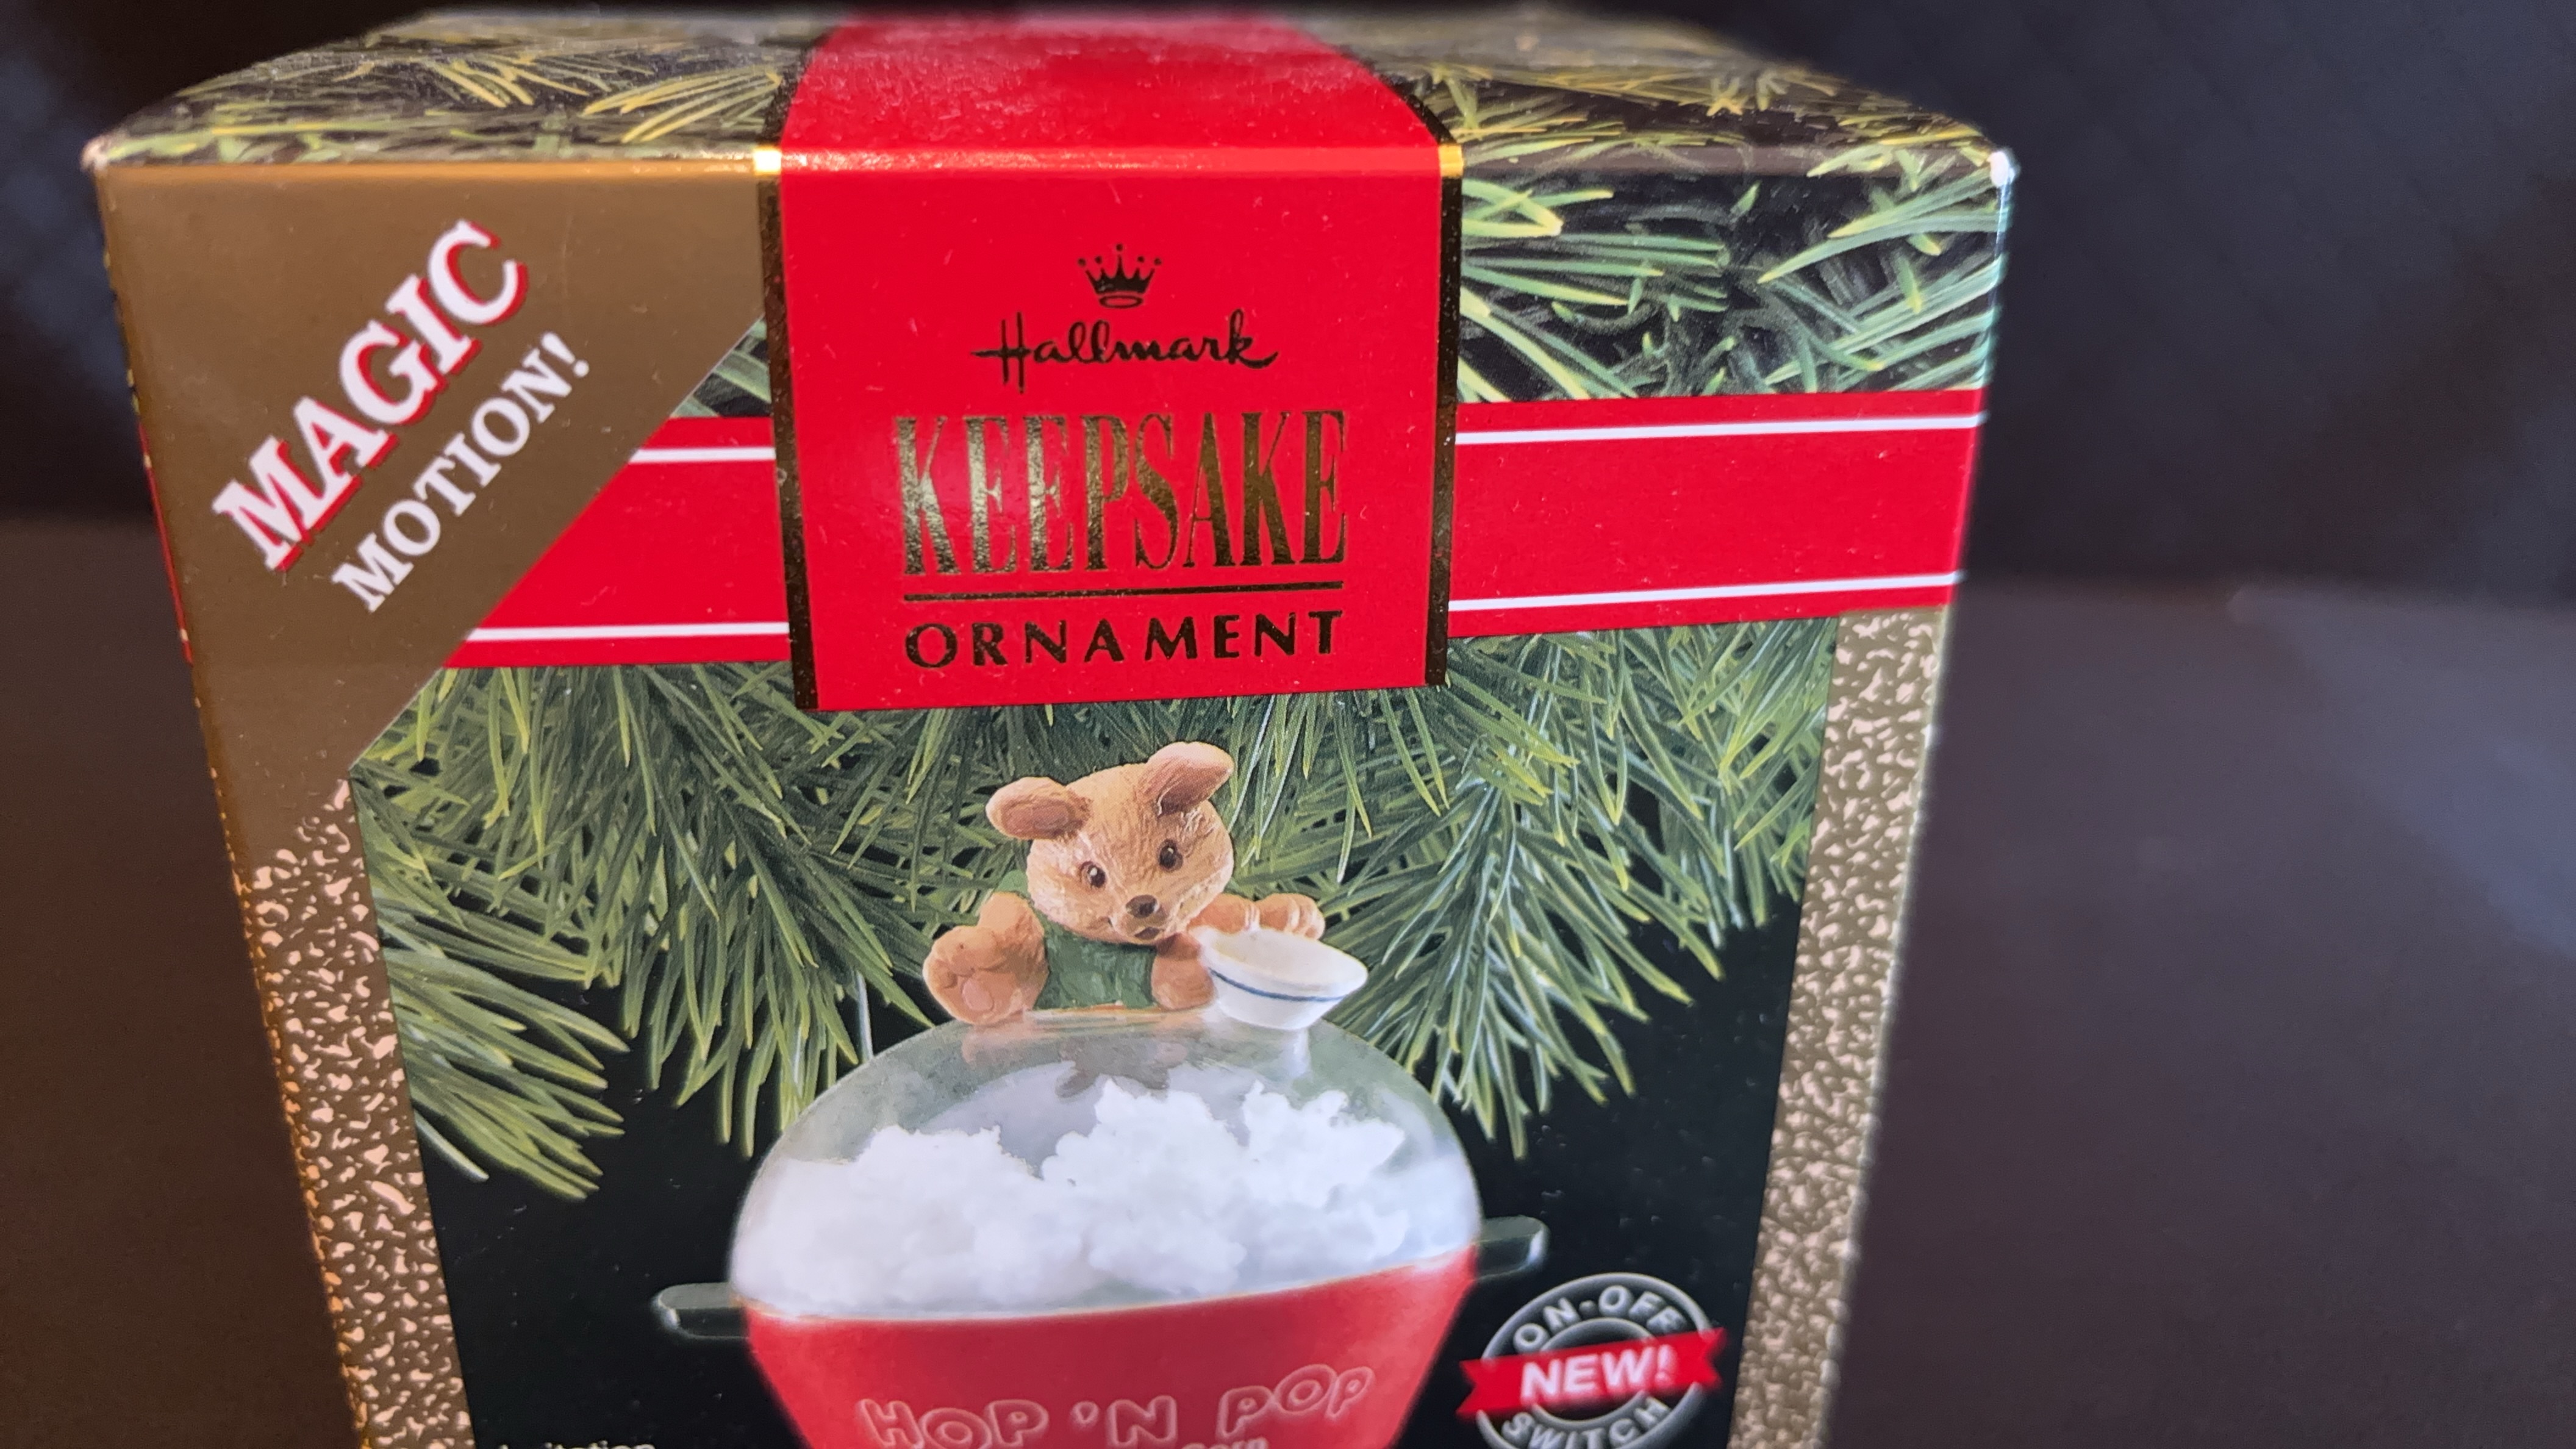 MAGIC
MOTION!
Hallmark
KEEPSAKE
ORNAMENT
HOP 'N POP
ON-OFF
NEW!
SWITCH